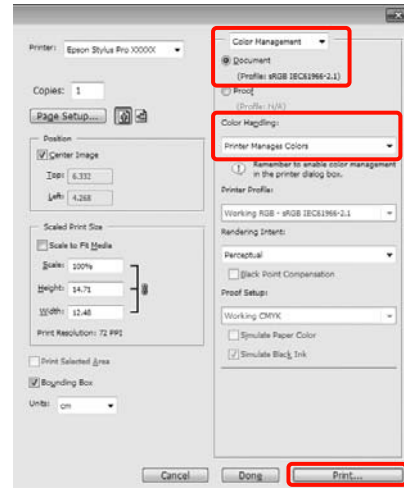 Printer: Epson Stylus Pro XXXXX
Copies: 1
Page Setup...
Position
Center Image
Top: 6.332
Left: 4.268
Scaled Print Size
Scale to Fit Media
Scale: 100%
Height: 14.71
Width: 12.48
Print Resolution: 72 PPI
Print Selected Area
Bounding Box
Units: cm
Color Management
Document
(Profile: sRGB IEC61966-2.1)
Proof
(Profile: N/A)
Color Handling:
Printer Manages Colors
Remember to enable color management
in the printer dialog box.
Printer Profile:
Working RGB - sRGB IEC61966-2.1
Rendering Intent:
Perceptual
Black Point Compensation
Proof Setup:
Working CMYK
Simulate Paper Color
Simulate Black Ink
Cancel
Done
Print...